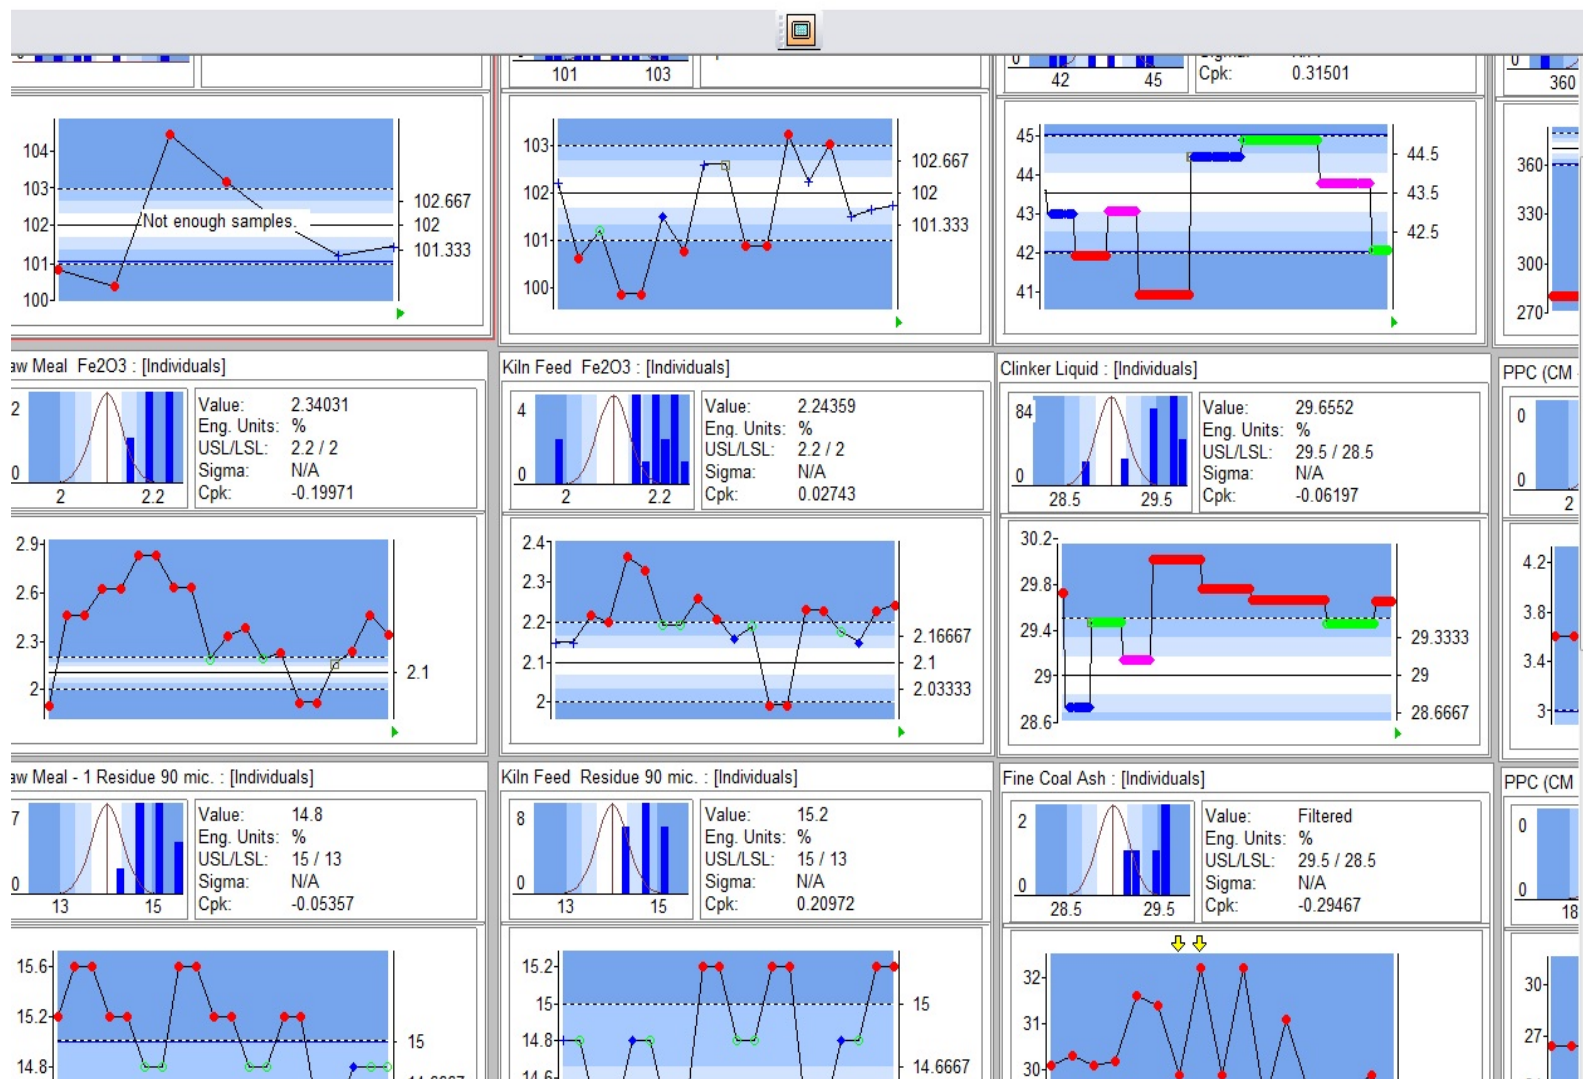 0
101 103
0
42 45
Cpk: 0.31501
0
360
104
103
102
101
100
Not enough samples.
102.667
102
101.333
103
102
101
100
102.667
102
101.333
45
44
43
42
41
44.5
43.5
42.5
360
330
300
270
aw Meal Fe2O3 : [Individuals]
2
0
2 2.2
Value: 2.34031
Eng. Units: %
USL/LSL: 2.2 / 2
Sigma: N/A
Cpk: -0.19971
2.9
2.6
2.3
2
2.1
Kiln Feed Fe2O3 : [Individuals]
4
0
2 2.2
Value: 2.24359
Eng. Units: %
USL/LSL: 2.2 / 2
Sigma: N/A
Cpk: 0.02743
2.4
2.3
2.2
2.1
2
2.16667
2.1
2.03333
Clinker Liquid : [Individuals]
84
0
28.5 29.5
Value: 29.6552
Eng. Units: %
USL/LSL: 29.5 / 28.5
Sigma: N/A
Cpk: -0.06197
30.2
29.8
29.4
29
28.6
29.3333
29
28.6667
PPC (CM
0
0
2
4.2
3.8
3.4
3
aw Meal - 1 Residue 90 mic. : [Individuals]
7
0
13 15
Value: 14.8
Eng. Units: %
USL/LSL: 15 / 13
Sigma: N/A
Cpk: -0.05357
15.6
15.2
14.8
15
Kiln Feed Residue 90 mic. : [Individuals]
8
0
13 15
Value: 15.2
Eng. Units: %
USL/LSL: 15 / 13
Sigma: N/A
Cpk: 0.20972
15.2
15
14.8
14.6
15
14.6667
Fine Coal Ash : [Individuals]
2
0
28.5 29.5
Value: Filtered
Eng. Units: %
USL/LSL: 29.5 / 28.5
Sigma: N/A
Cpk: -0.29467
32
31
30
PPC (CM
0
0
18
30
27